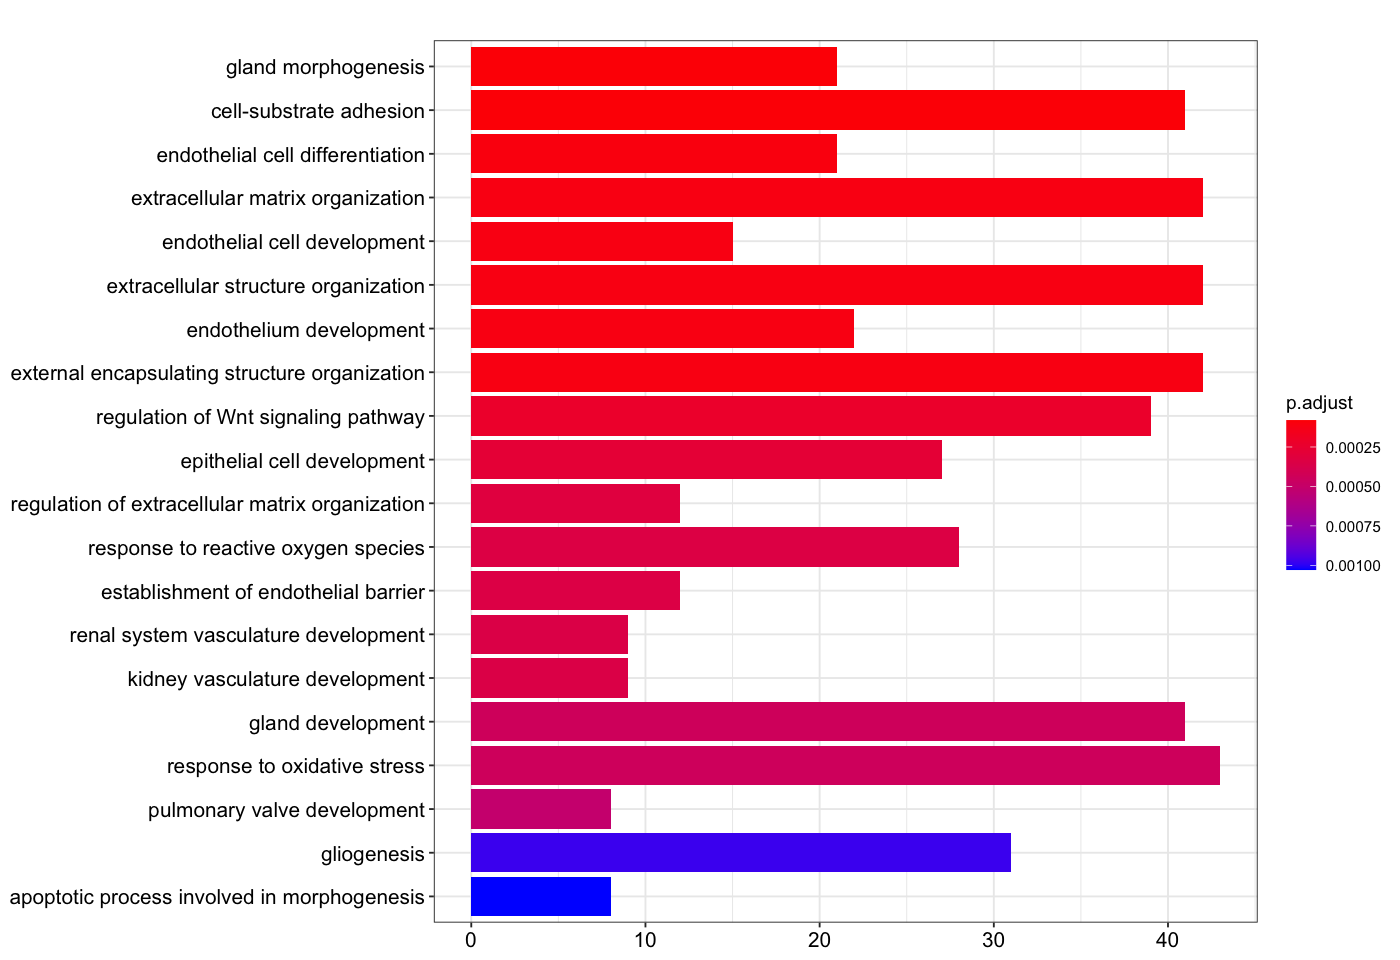 gland morphogenesis
cell-substrate adhesion
endothelial cell differentiation
extracellular matrix organization
endothelial cell development
extracellular structure organization
endothelium development
external encapsulating structure organization
regulation of Wnt signaling pathway
epithelial cell development
regulation of extracellular matrix organization
response to reactive oxygen species
establishment of endothelial barrier
renal system vasculature development
kidney vasculature development
gland development
response to oxidative stress
pulmonary valve development
gliogenesis
apoptotic process involved in morphogenesis
0 10 20 30 40
p.adjust
0.00025
0.00050
0.00075
0.00100